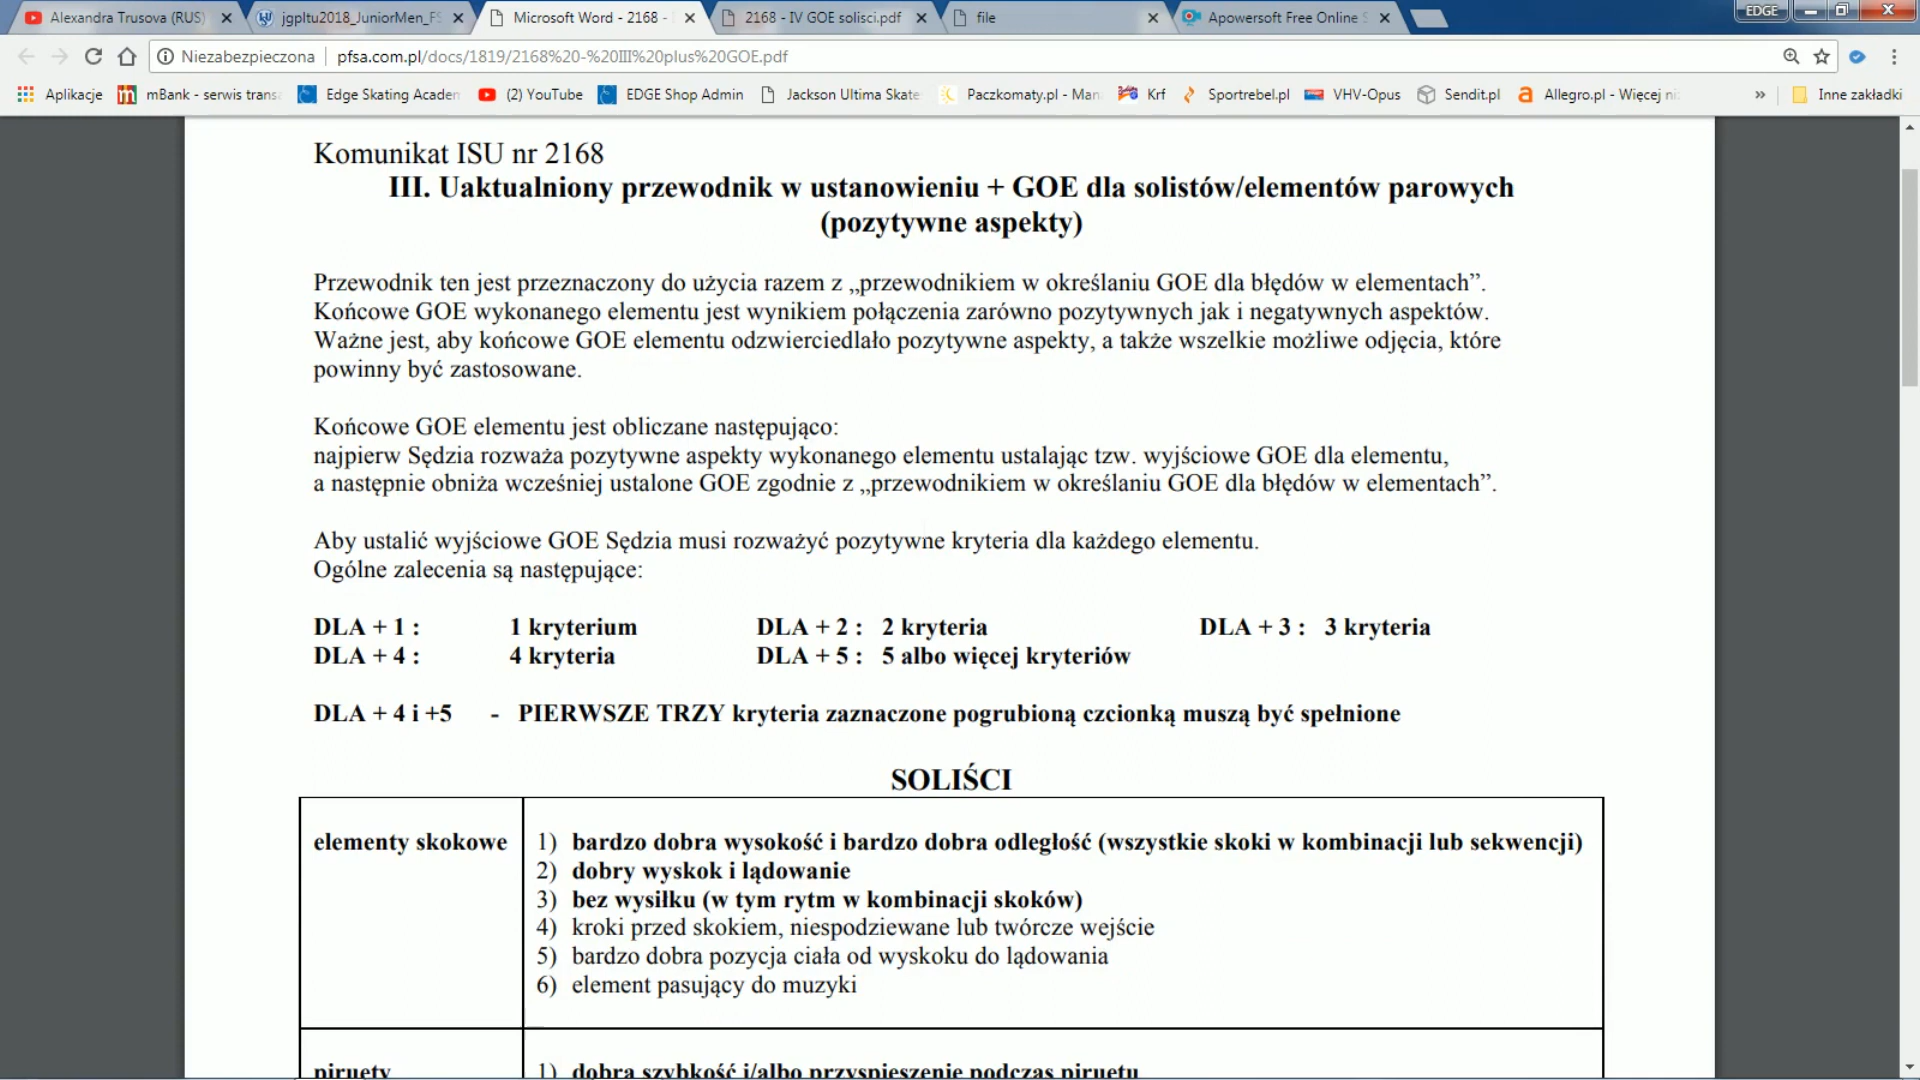 Alexandra Trusova (RUS)
jgpltu2018_JuniorMen_FS
Microsoft Word - 2168 -
2168 - IV GOE solisci.pdf
file
Apowersoft Free Online S
EDGE
Niezabezpieczona
pfsa.com.pl/docs/1819/2168%20-%20III%20plus%20GOE.pdf
Aplikacje
mBank - serwis trans
Edge Skating Academ
(2) YouTube
EDGE Shop Admin
Jackson Ultima Skate
Paczkomaty.pl - Man
Krf
Sportrebel.pl
VHV-Opus
Sendit.pl
Allegro.pl - Więcej ni
»
Inne zakładki
Komunikat ISU nr 2168
III. Uaktualniony przewodnik w ustanowieniu + GOE dla solistów/elementów parowych
(pozytywne aspekty)
Przewodnik ten jest przeznaczony do użycia razem z „przewodnikiem w określaniu GOE dla błędów w elementach”.
Końcowe GOE wykonanego elementu jest wynikiem połączenia zarówno pozytywnych jak i negatywnych aspektów.
Ważne jest, aby końcowe GOE elementu odzwierciedlało pozytywne aspekty, a także wszelkie możliwe odjęcia, które
powinny być zastosowane.
Końcowe GOE elementu jest obliczane następująco:
najpierw Sędzia rozważa pozytywne aspekty wykonanego elementu ustalając tzw. wyjściowe GOE dla elementu,
a następnie obniża wcześniej ustalone GOE zgodnie z „przewodnikiem w określaniu GOE dla błędów w elementach”.
Aby ustalić wyjściowe GOE Sędzia musi rozważyć pozytywne kryteria dla każdego elementu.
Ogólne zalecenia są następujące:
DLA + 1 : 1 kryterium DLA + 2 : 2 kryteria DLA + 3 : 3 kryteria
DLA + 4 : 4 kryteria DLA + 5 : 5 albo więcej kryteriów
DLA + 4 i +5 - PIERWSZE TRZY kryteria zaznaczone pogrubioną czcionką muszą być spełnione
SOLIŚCI
elementy skokowe
1) bardzo dobra wysokość i bardzo dobra odległość (wszystkie skoki w kombinacji lub sekwencji)
2) dobry wyskok i lądowanie
3) bez wysiłku (w tym rytm w kombinacji skoków)
4) kroki przed skokiem, niespodziewane lub twórcze wejście
5) bardzo dobra pozycja ciała od wyskoku do lądowania
6) element pasujący do muzyki
piruety
1) dobra szybkość i/albo przyspieszenie podczas piruetu